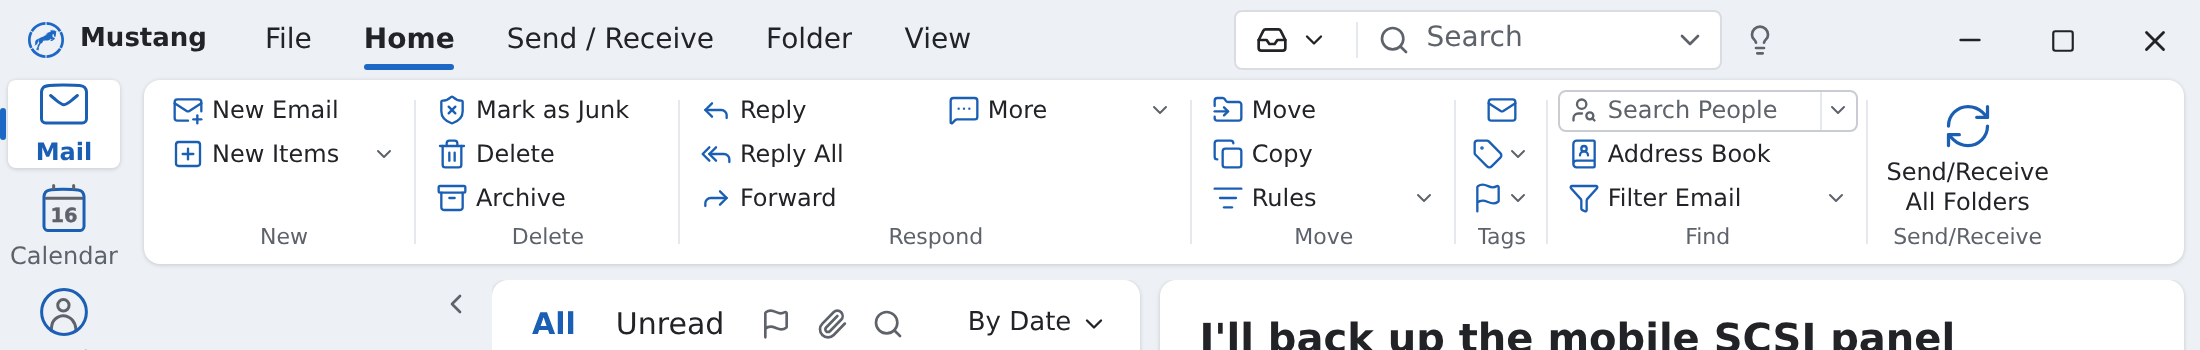 Mustang File Home Send / Receive Folder View Search
Mail
16
Calendar
New Email
New Items
New
Mark as Junk
Delete
Archive
Delete
Reply More
Reply All
Forward
Respond
Move
Copy
Rules
Move
Tags
Search People
Address Book
Filter Email
Find
Send/Receive
All Folders
Send/Receive
All Unread By Date
I'll back up the mobile SCSI panel